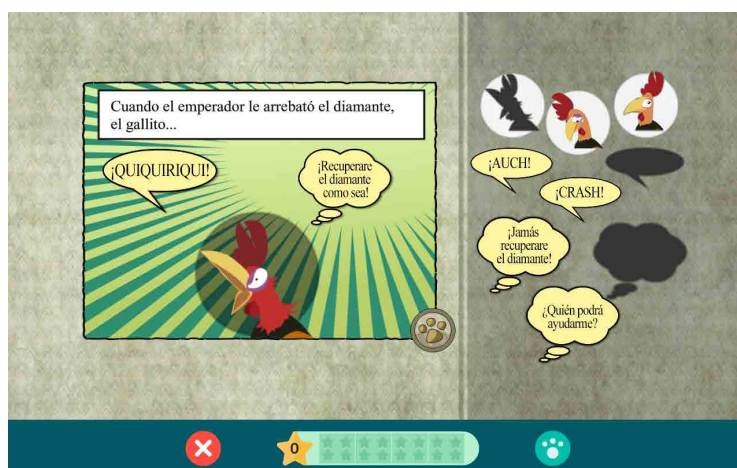 Cuando el emperador le arrebató el diamante,
el gallito...
¡QUIQUIRIQUI!
¡Recuperare
el diamante
como sea!
¡AUCH!
¡CRASH!
¡Jamás
recuperare
el diamante!
¿Quién podrá
ayudarme?
0